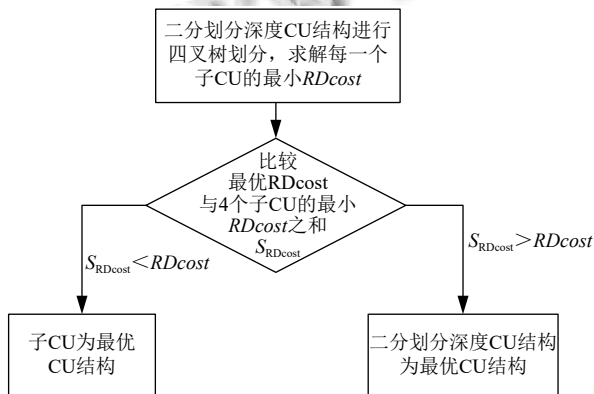 二分划分深度CU结构进行
四叉树划分，求解每一个
子CU的最小RDcost
比较
最优RDcost
与4个子CU的最小
RDcost之和
SRDcost
SRDcost＜RDcost
SRDcost＞RDcost
子CU为最优
CU结构
二分划分深度CU结构
为最优CU结构